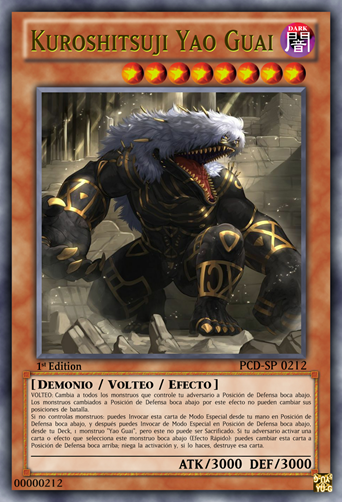 KUROSHITSUJI YAO GUAI
DARK
闇
1st Edition
PCD-SP 0212
[DEMONIO / VOLTEO / EFECTO]
VOLTEO: Cambia a todos los monstruos que controle tu adversario a Posición de Defensa boca abajo.
Los monstruos cambiados a Posición de Defensa boca abajo por este efecto no pueden cambiar sus
posiciones de batalla.
Si no controlas monstruos: puedes Invocar esta carta de Modo Especial desde tu mano en Posición
de Defensa boca abajo, y después puedes Invocar de Modo Especial en Posición de Defensa boca abajo,
desde tu Deck, 1 monstruo "Yao Guai", pero este no puede ser Sacrificado. Si tu adversario activar una
carta o efecto que selecciona este monstruo boca abajo (Efecto Rápido): puedes cambiar esta carta a
Posición de Defensa boca arriba; niega la activación y, si lo haces, destruye esa carta.
ATK/3000 DEF/3000
00000212